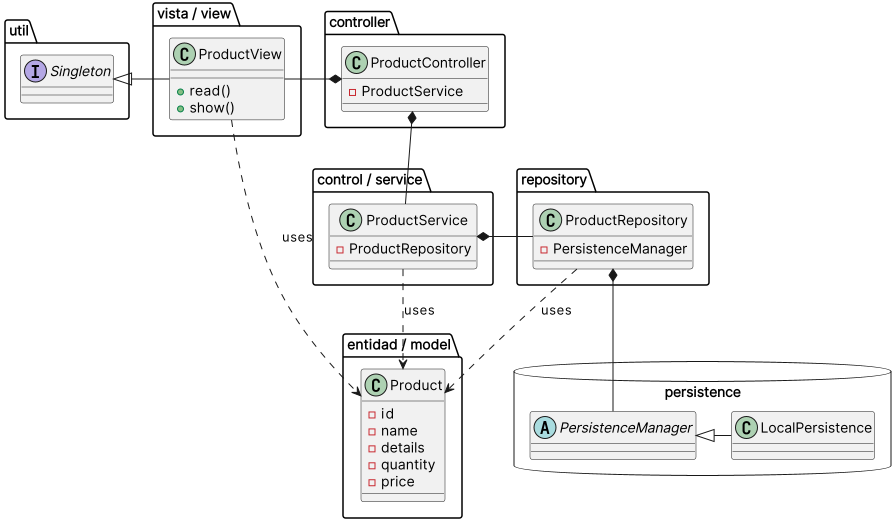 util
I Singleton
vista / view
C ProductView
read()
show()
controller
C ProductController
ProductService
control / service
C ProductService
ProductRepository
repository
C ProductRepository
PersistenceManager
uses
uses
uses
entidad / model
C Product
id
name
details
quantity
price
persistence
A PersistenceManager
C LocalPersistence